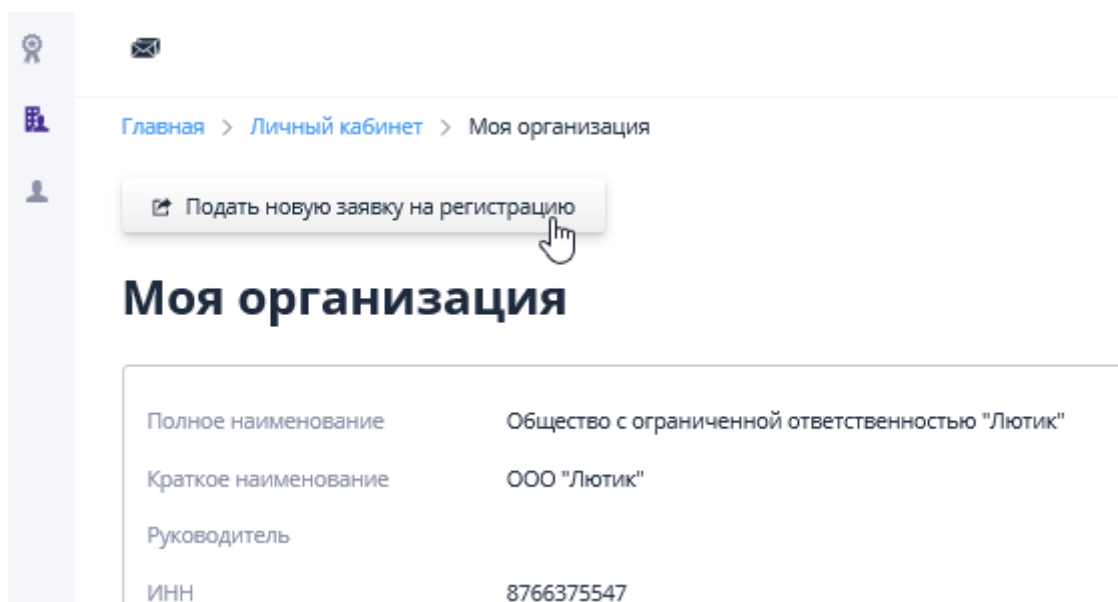 Главная > Личный кабинет > Моя организация
Подать новую заявку на регистрацию
Моя организация
Полное наименование Общество с ограниченной ответственностью "Лютик"
Краткое наименование ООО "Лютик"
Руководитель
ИНН 8766375547